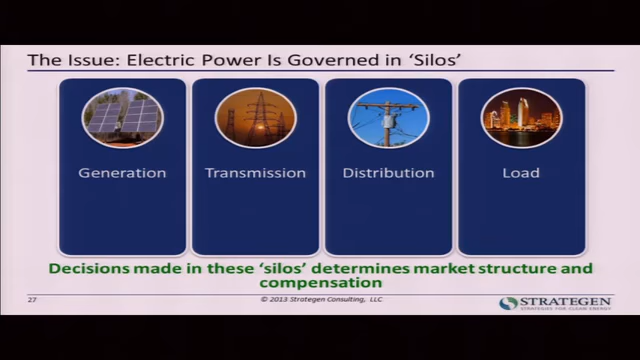 The Issue: Electric Power Is Governed in ‘Silos’
Generation
Transmission
Distribution
Load
Decisions made in these ‘silos’ determines market structure and
compensation
27
© 2013 Strategen Consulting, LLC
STRATEGEN
STRATEGIES FOR CLEAN ENERGY